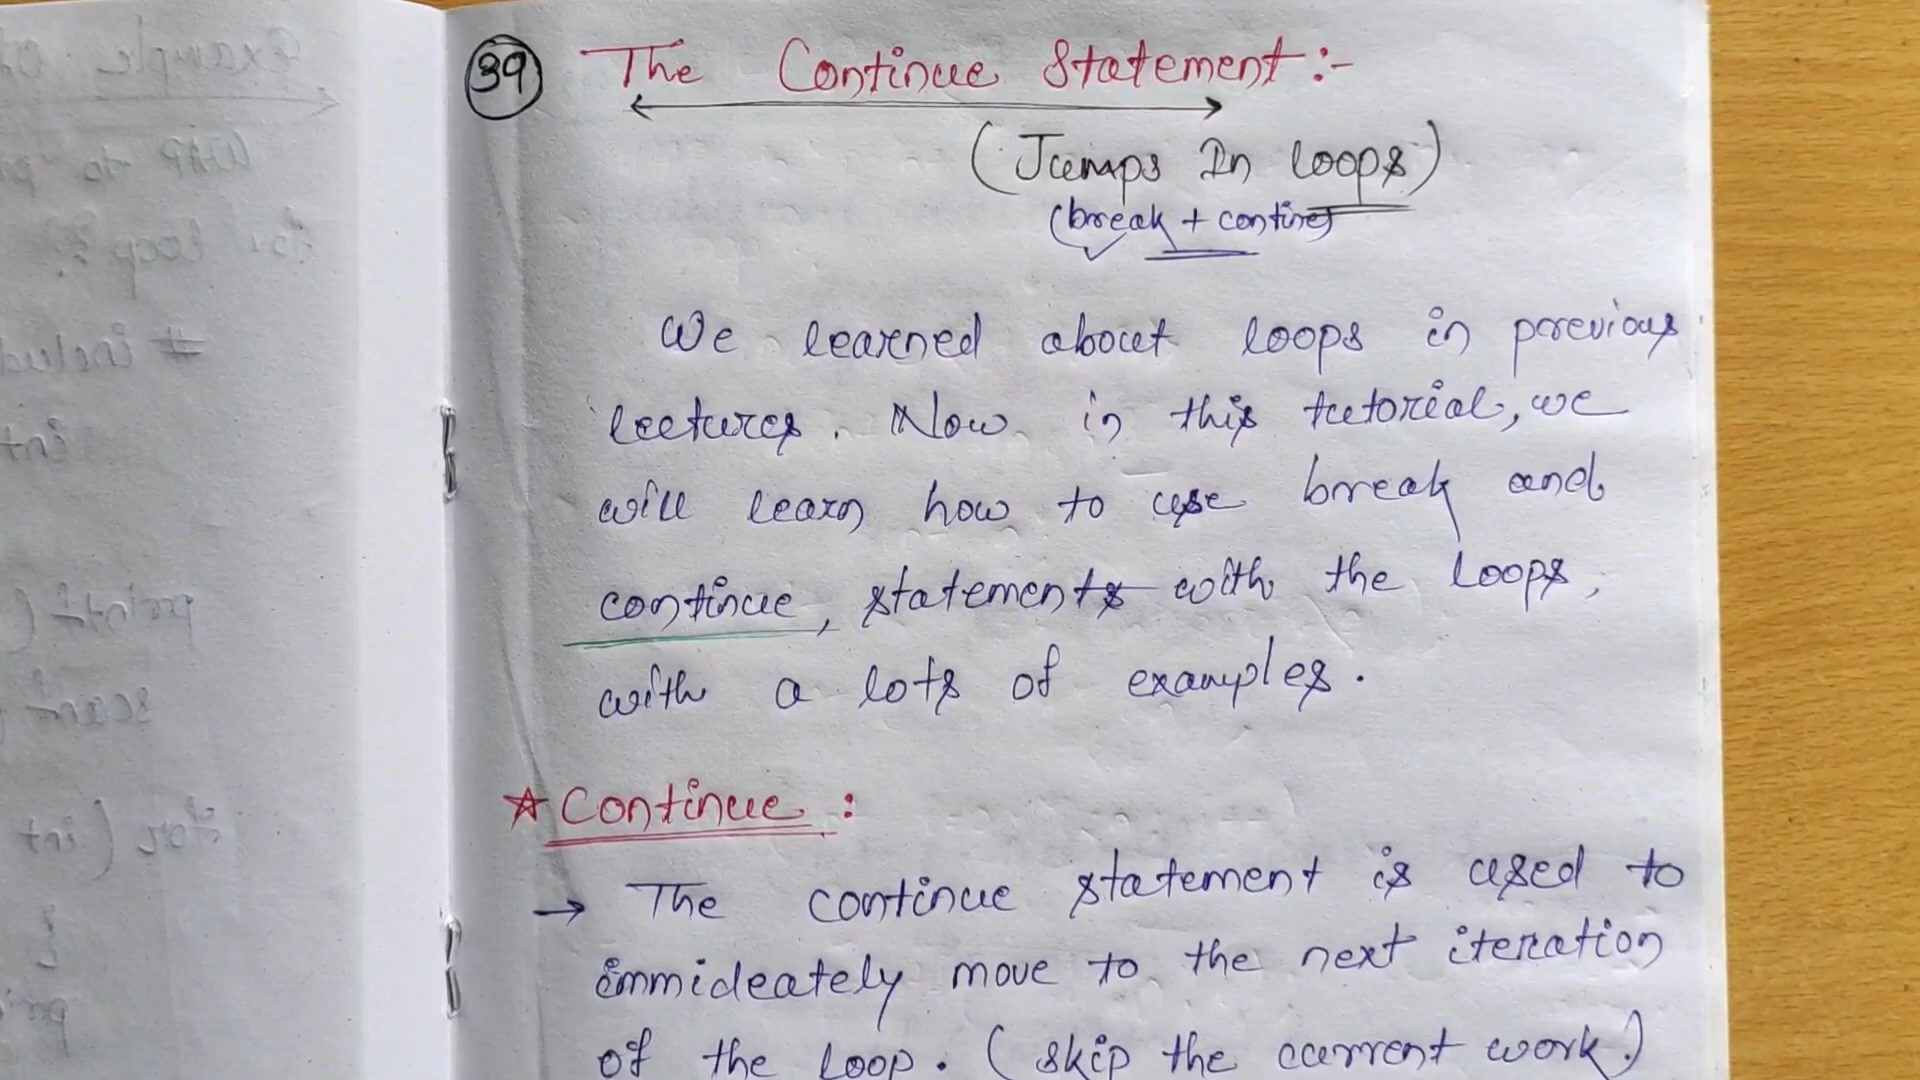 39 The Continue Statement :-
(Jumps In loops)
(break + contine)
We learned about loops in previous
lectures. Now in this tutorial, we
will learn how to use break and
continue, statements with the loops,
with a lots of examples.
☆ Continue :
→ The continue statement is used to
immideately move to the next iteration
of the loop. (skip the current work.)